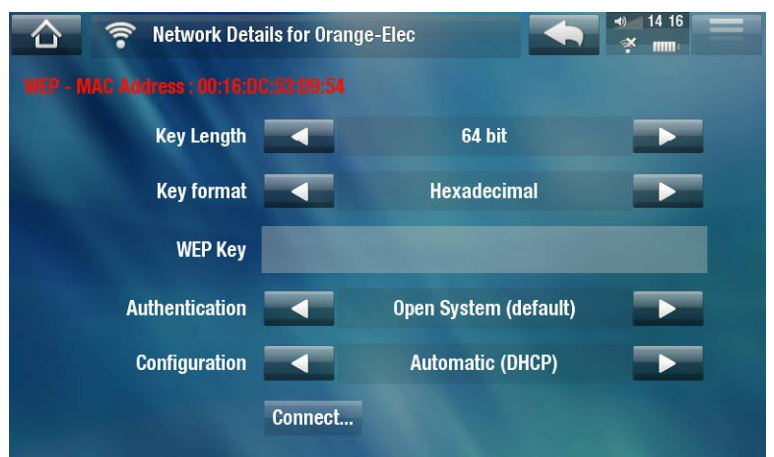 Network Details for Orange-Elec
14 16
WEP - MAC Address : 00:16:DC:53:D9:54
Key Length 64 bit
Key format Hexadecimal
WEP Key
Authentication Open System (default)
Configuration Automatic (DHCP)
Connect...